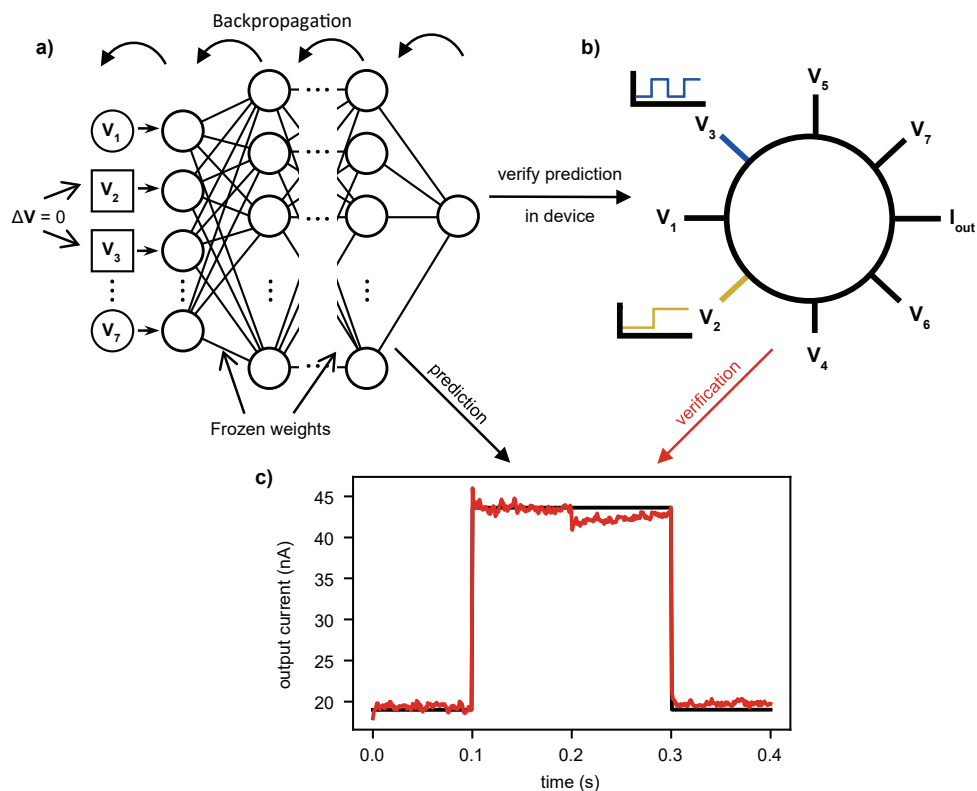 Backpropagation
a)
V1
V2
ΔV = 0
V3
V7
Frozen weights
verify prediction
in device
b)
V5
V3
V7
V1
Iout
V2
V6
V4
prediction
verification
c)
output current (nA)
45
40
35
30
25
20
0.0 0.1 0.2 0.3 0.4
time (s)